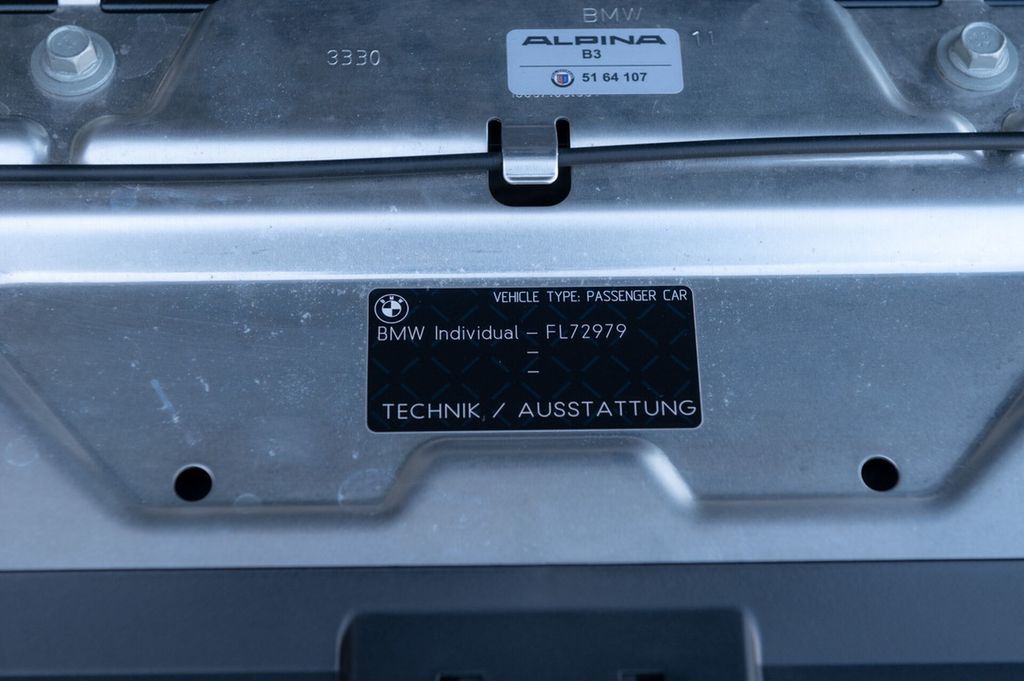 BMW
3330
11
ALPINA
B3
51 64 107
VEHICLE TYPE: PASSENGER CAR
BMW Individual – FL72979
–
–
TECHNIK / AUSSTATTUNG